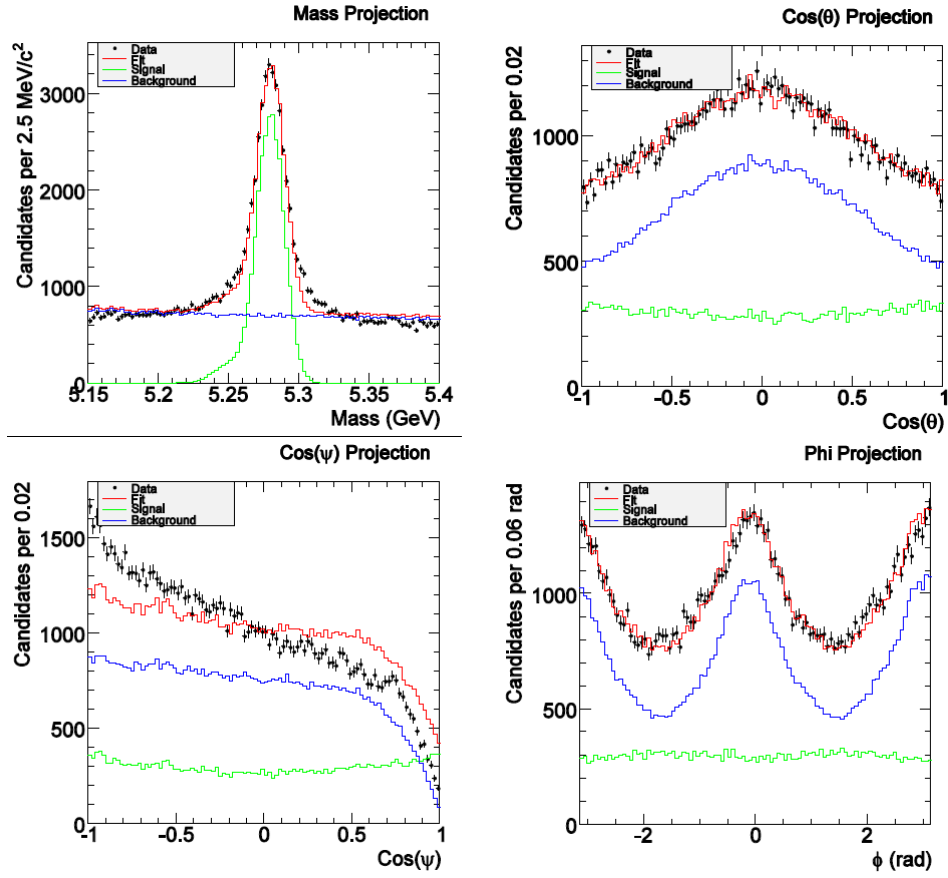 Mass Projection
Data
Fit
Signal
Background
Candidates per 2.5 MeV/c²
3000
2000
1000
0
5.15
5.2
5.25
5.3
5.35
5.4
Mass (GeV)
Cos(θ) Projection
Data
Fit
Signal
Background
Candidates per 0.02
1000
500
0
-1
-0.5
0
0.5
1
Cos(θ)
Cos(ψ) Projection
Data
Fit
Signal
Background
Candidates per 0.02
1500
1000
500
0
-1
-0.5
0
0.5
1
Cos(ψ)
Phi Projection
Data
Fit
Signal
Background
Candidates per 0.06 rad
1000
500
0
-2
0
2
ϕ (rad)